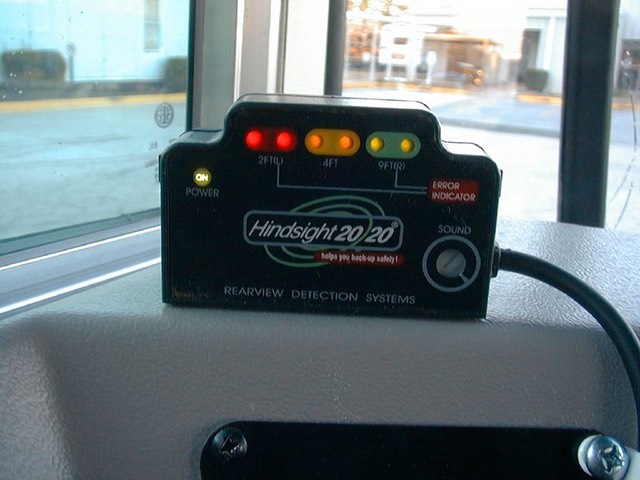 2FT(L) 4FT 9FT(R)
ON
POWER
ERROR
INDICATOR
Hindsight 20/20®
SOUND
helps you back-up safely!
REARVIEW DETECTION SYSTEMS